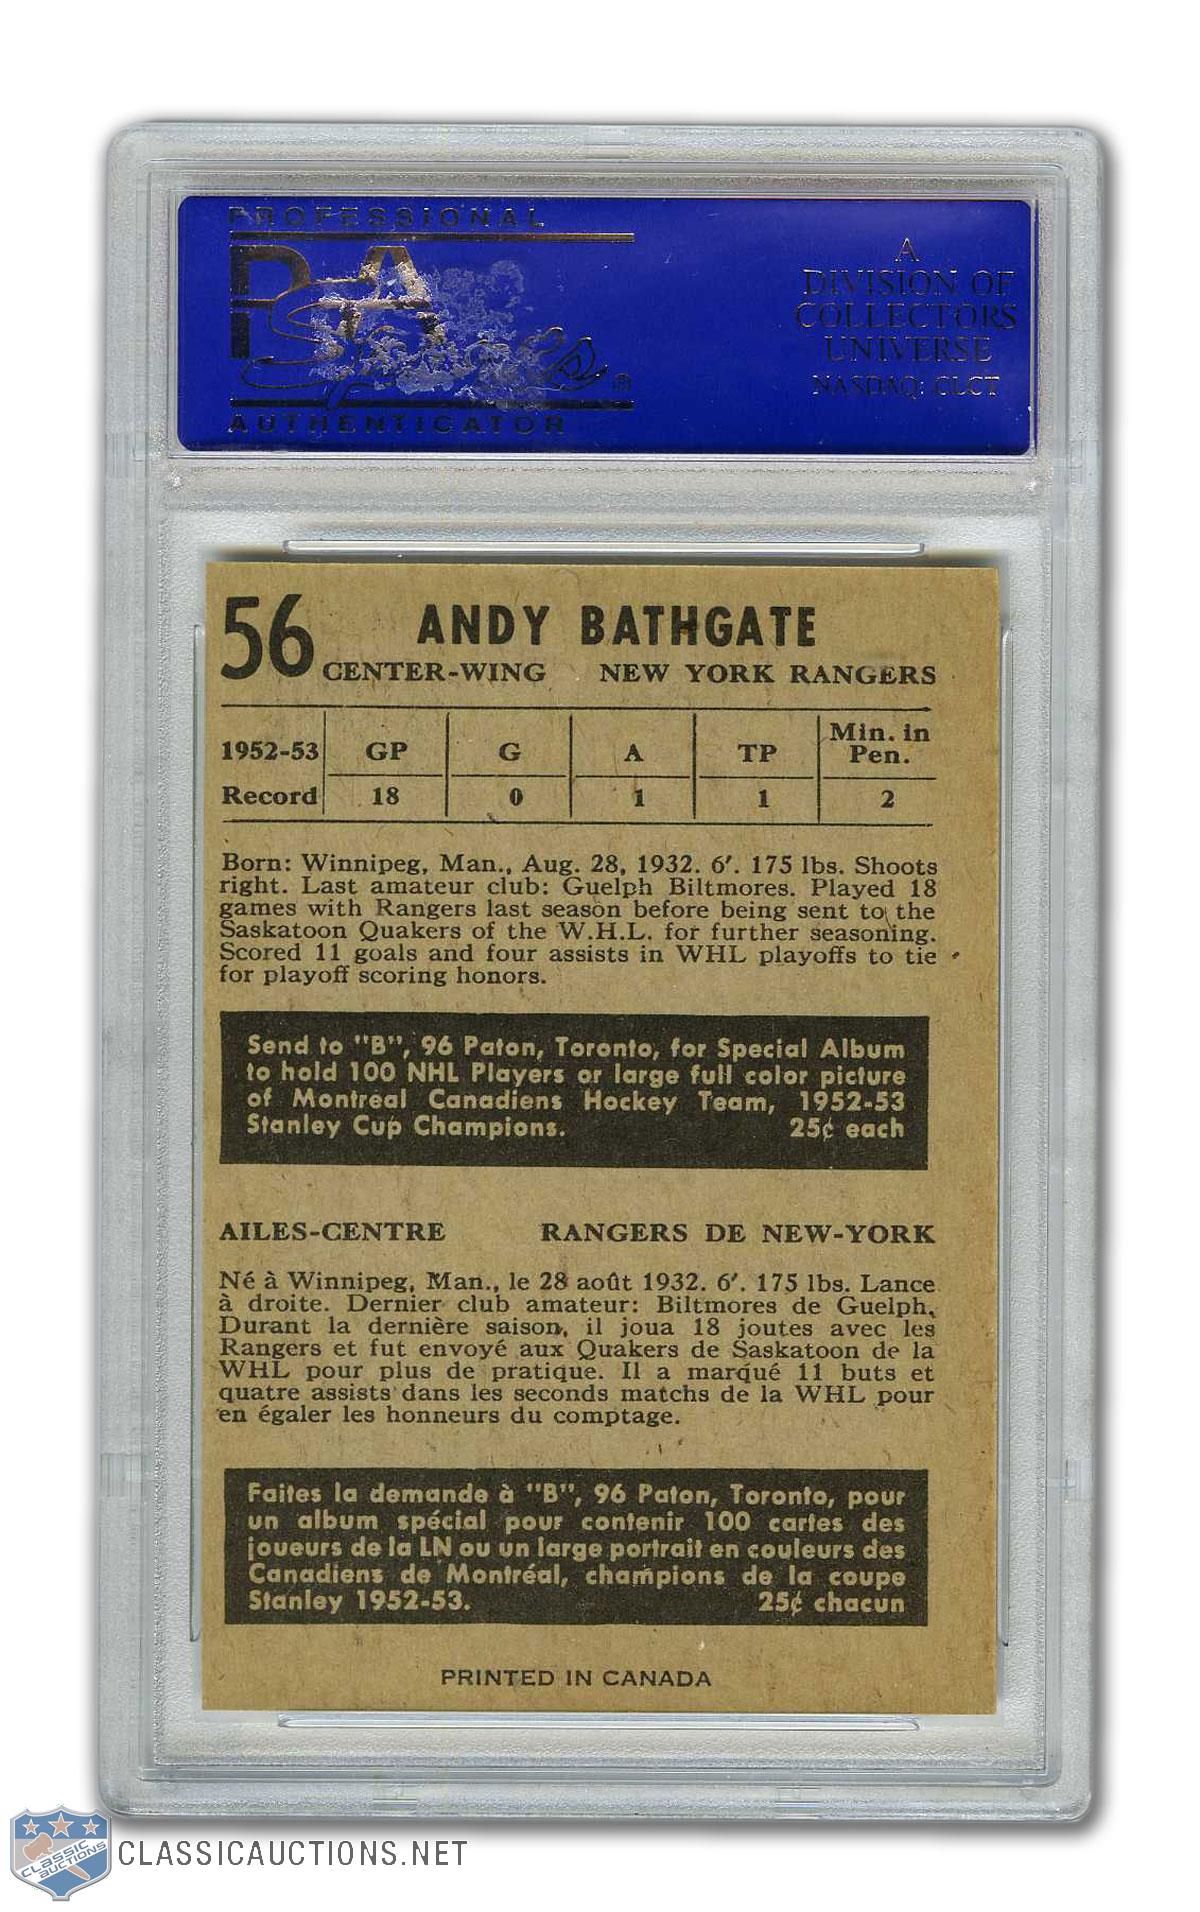 PROFESSIONAL
PSA
AUTHENTICATOR
A
DIVISION OF
COLLECTORS
UNIVERSE
NASDAQ: CLCT
56 ANDY BATHGATE
CENTER-WING NEW YORK RANGERS
1952-53 GP G A TP Min. in Pen.
Record 18 0 1 1 2
Born: Winnipeg, Man., Aug. 28, 1932. 6'. 175 lbs. Shoots
right. Last amateur club: Guelph Biltmores. Played 18
games with Rangers last season before being sent to the
Saskatoon Quakers of the W.H.L. for further seasoning.
Scored 11 goals and four assists in WHL playoffs to tie
for playoff scoring honors.
Send to "B", 96 Paton, Toronto, for Special Album
to hold 100 NHL Players or large full color picture
of Montreal Canadiens Hockey Team, 1952-53
Stanley Cup Champions. 25¢ each
AILES-CENTRE RANGERS DE NEW-YORK
Né à Winnipeg, Man., le 28 août 1932. 6'. 175 lbs. Lance
à droite. Dernier club amateur: Biltmores de Guelph.
Durant la dernière saison, il joua 18 joutes avec les
Rangers et fut envoyé aux Quakers de Saskatoon de la
WHL pour plus de pratique. Il a marqué 11 buts et
quatre assists dans les seconds matchs de la WHL pour
en égaler les honneurs du comptage.
Faites la demande à "B", 96 Paton, Toronto, pour
un album spécial pour contenir 100 cartes des
joueurs de la LN ou un large portrait en couleurs des
Canadiens de Montréal, champions de la coupe
Stanley 1952-53. 25¢ chacun
PRINTED IN CANADA
CLASSIC AUCTIONS
CLASSICAUCTIONS.NET